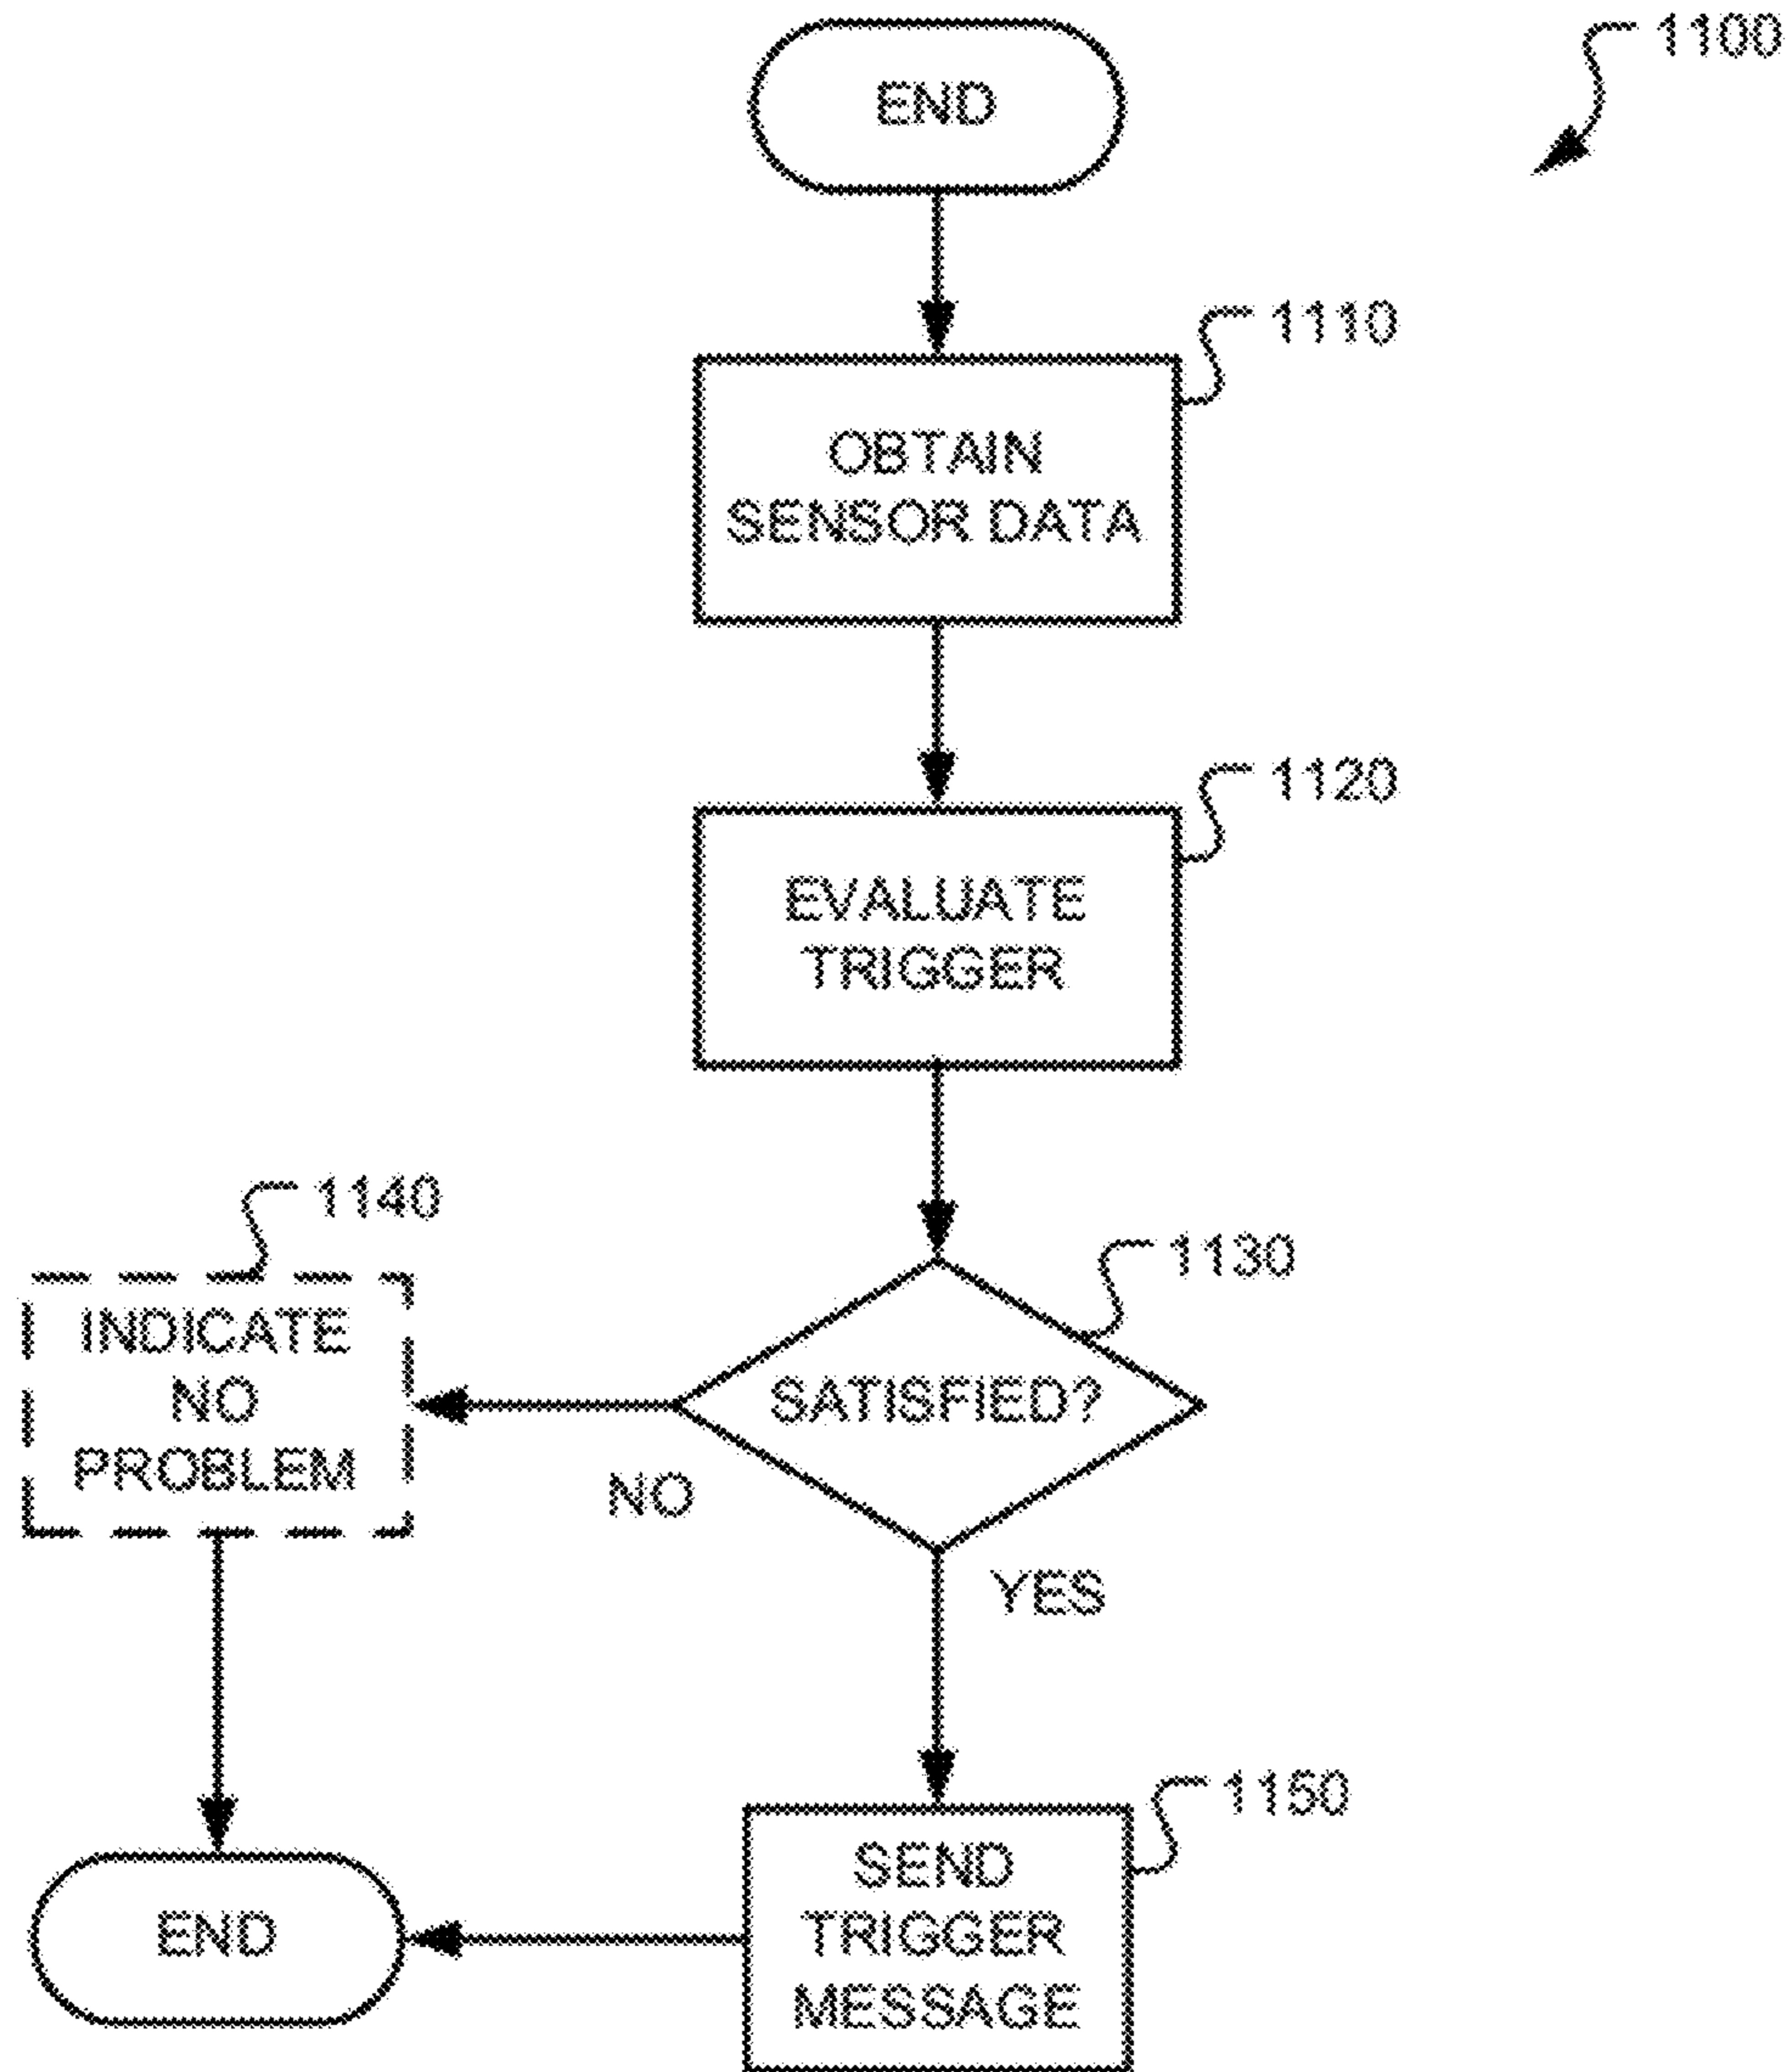 1100
END
1110
OBTAIN
SENSOR DATA
1120
EVALUATE
TRIGGER
1140
1130
INDICATE
NO
PROBLEM
SATISFIED?
NO
YES
1150
SEND
TRIGGER
MESSAGE
END